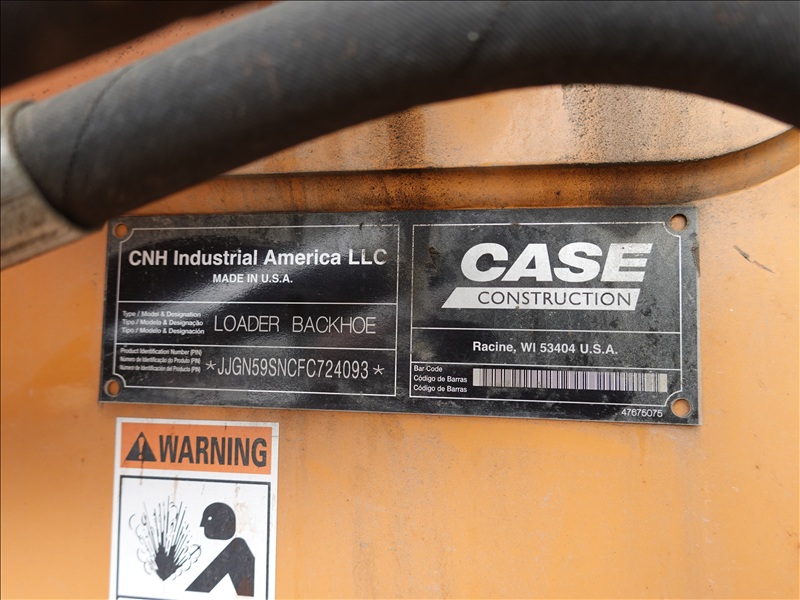 CNH Industrial America LLC
MADE IN U.S.A.
Type / Model & Designation
Tipo / Modelo & Designação
Tipo / Modelo & Designación
LOADER BACKHOE
Product Identification Number (PIN)
Número de Identificação do Produto (PIN)
Número de Identificación del Producto (PIN)
*JJGN59SNCFC724093*
CASE
CONSTRUCTION
Racine, WI 53404 U.S.A.
Bar Code
Código de Barras
Código de Barras
47675075
WARNING